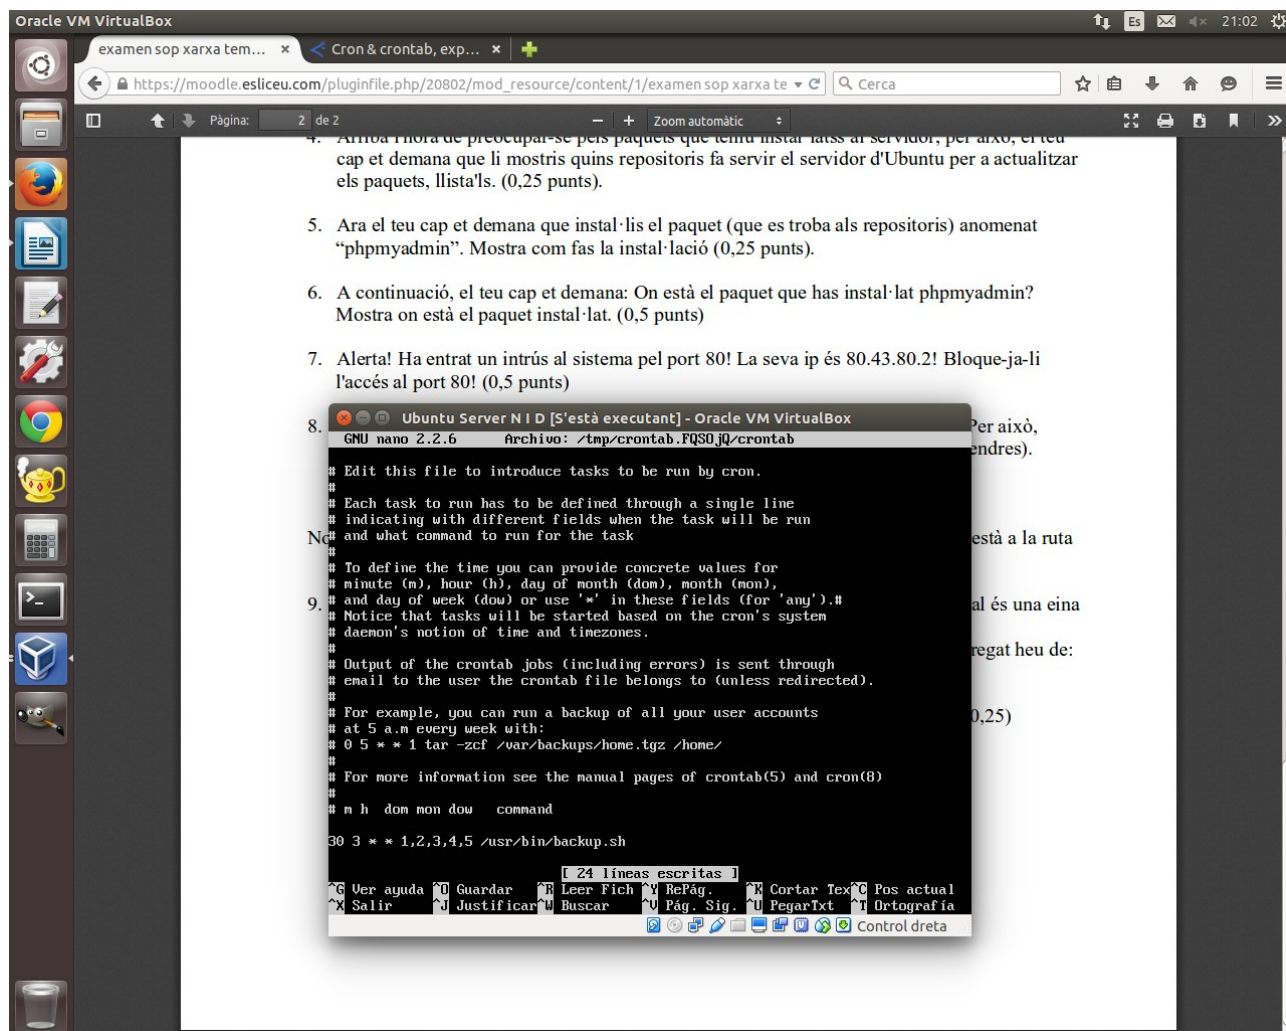 Oracle VM VirtualBox
Es
21:02
examen sop xarxa tem...
Cron & crontab, exp...
https://moodle.esliceu.com/pluginfile.php/20802/mod_resource/content/1/examen sop xarxa te
Cerca
Pàgina: 2 de 2
Zoom automàtic
4. Arriba l'hora de preocupar-se pels paquets que teniu al servidor, per això, el teu
cap et demana que li mostris quins repositoris fa servir el servidor d'Ubuntu per a actualitzar
els paquets, llista'ls. (0,25 punts).
5. Ara el teu cap et demana que instal·lis el paquet (que es troba als repositoris) anomenat
“phpmyadmin”. Mostra com fas la instal·lació (0,25 punts).
6. A continuació, el teu cap et demana: On està el paquet que has instal·lat phpmyadmin?
Mostra on està el paquet instal·lat. (0,5 punts)
7. Alerta! Ha entrat un intrús al sistema pel port 80! La seva ip és 80.43.80.2! Bloque-ja-li
l'accés al port 80! (0,5 punts)
8.
Per això,
endres).
No
està a la ruta
9.
al és una eina
regat heu de:
0,25)
Ubuntu Server N I D [S'està executant] - Oracle VM VirtualBox
GNU nano 2.2.6 Archivo: /tmp/crontab.FQSOjQ/crontab
# Edit this file to introduce tasks to be run by cron.
#
# Each task to run has to be defined through a single line
# indicating with different fields when the task will be run
# and what command to run for the task
#
# To define the time you can provide concrete values for
# minute (m), hour (h), day of month (dom), month (mon),
# and day of week (dow) or use '*' in these fields (for 'any').#
# Notice that tasks will be started based on the cron's system
# daemon's notion of time and timezones.
#
# Output of the crontab jobs (including errors) is sent through
# email to the user the crontab file belongs to (unless redirected).
#
# For example, you can run a backup of all your user accounts
# at 5 a.m every week with:
# 0 5 * * 1 tar -zcf /var/backups/home.tgz /home/
#
# For more information see the manual pages of crontab(5) and cron(8)
#
# m h dom mon dow command
30 3 * * 1,2,3,4,5 /usr/bin/backup.sh
[ 24 líneas escritas ]
^G Ver ayuda ^O Guardar ^R Leer Fich ^Y RePág. ^K Cortar Tex ^C Pos actual
^X Salir ^J Justificar ^W Buscar ^V Pág. Sig. ^U PegarTxt ^T Ortografía
Control dreta